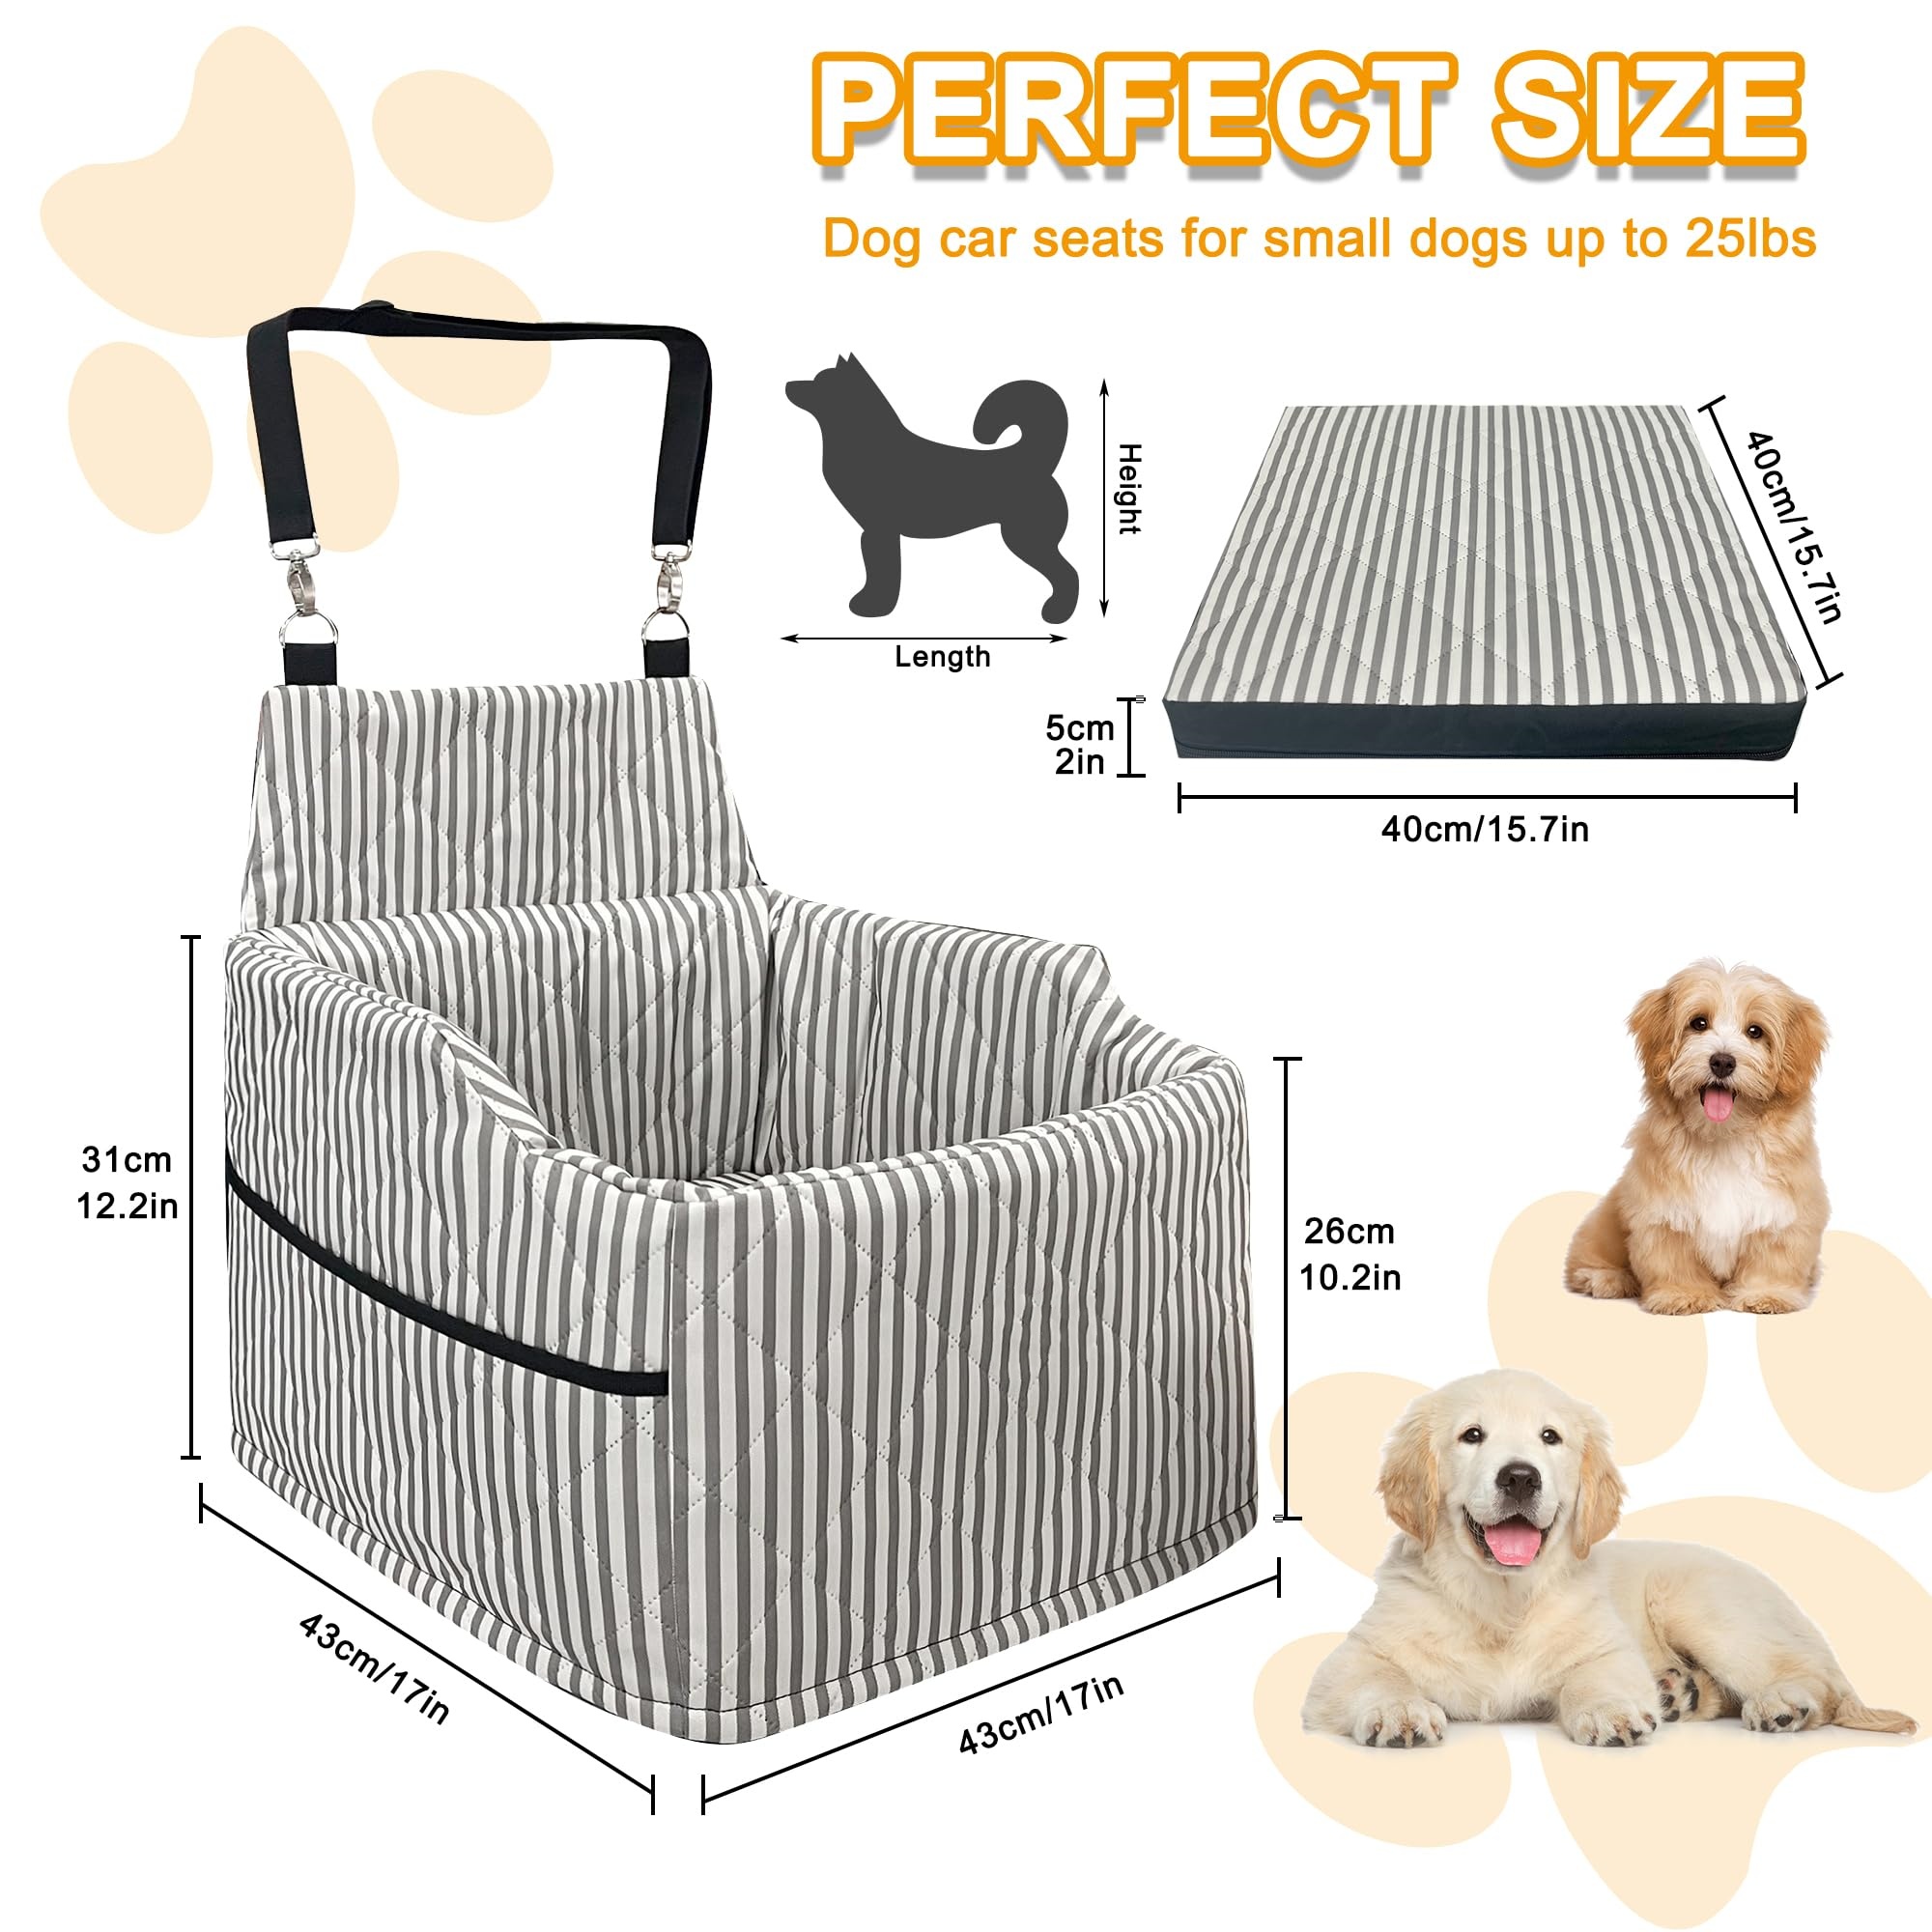 PERFECT SIZE
Dog car seats for small dogs up to 25lbs
Height
Length
40cm/15.7in
5cm
2in
40cm/15.7in
31cm
12.2in
26cm
10.2in
43cm/17in
43cm/17in